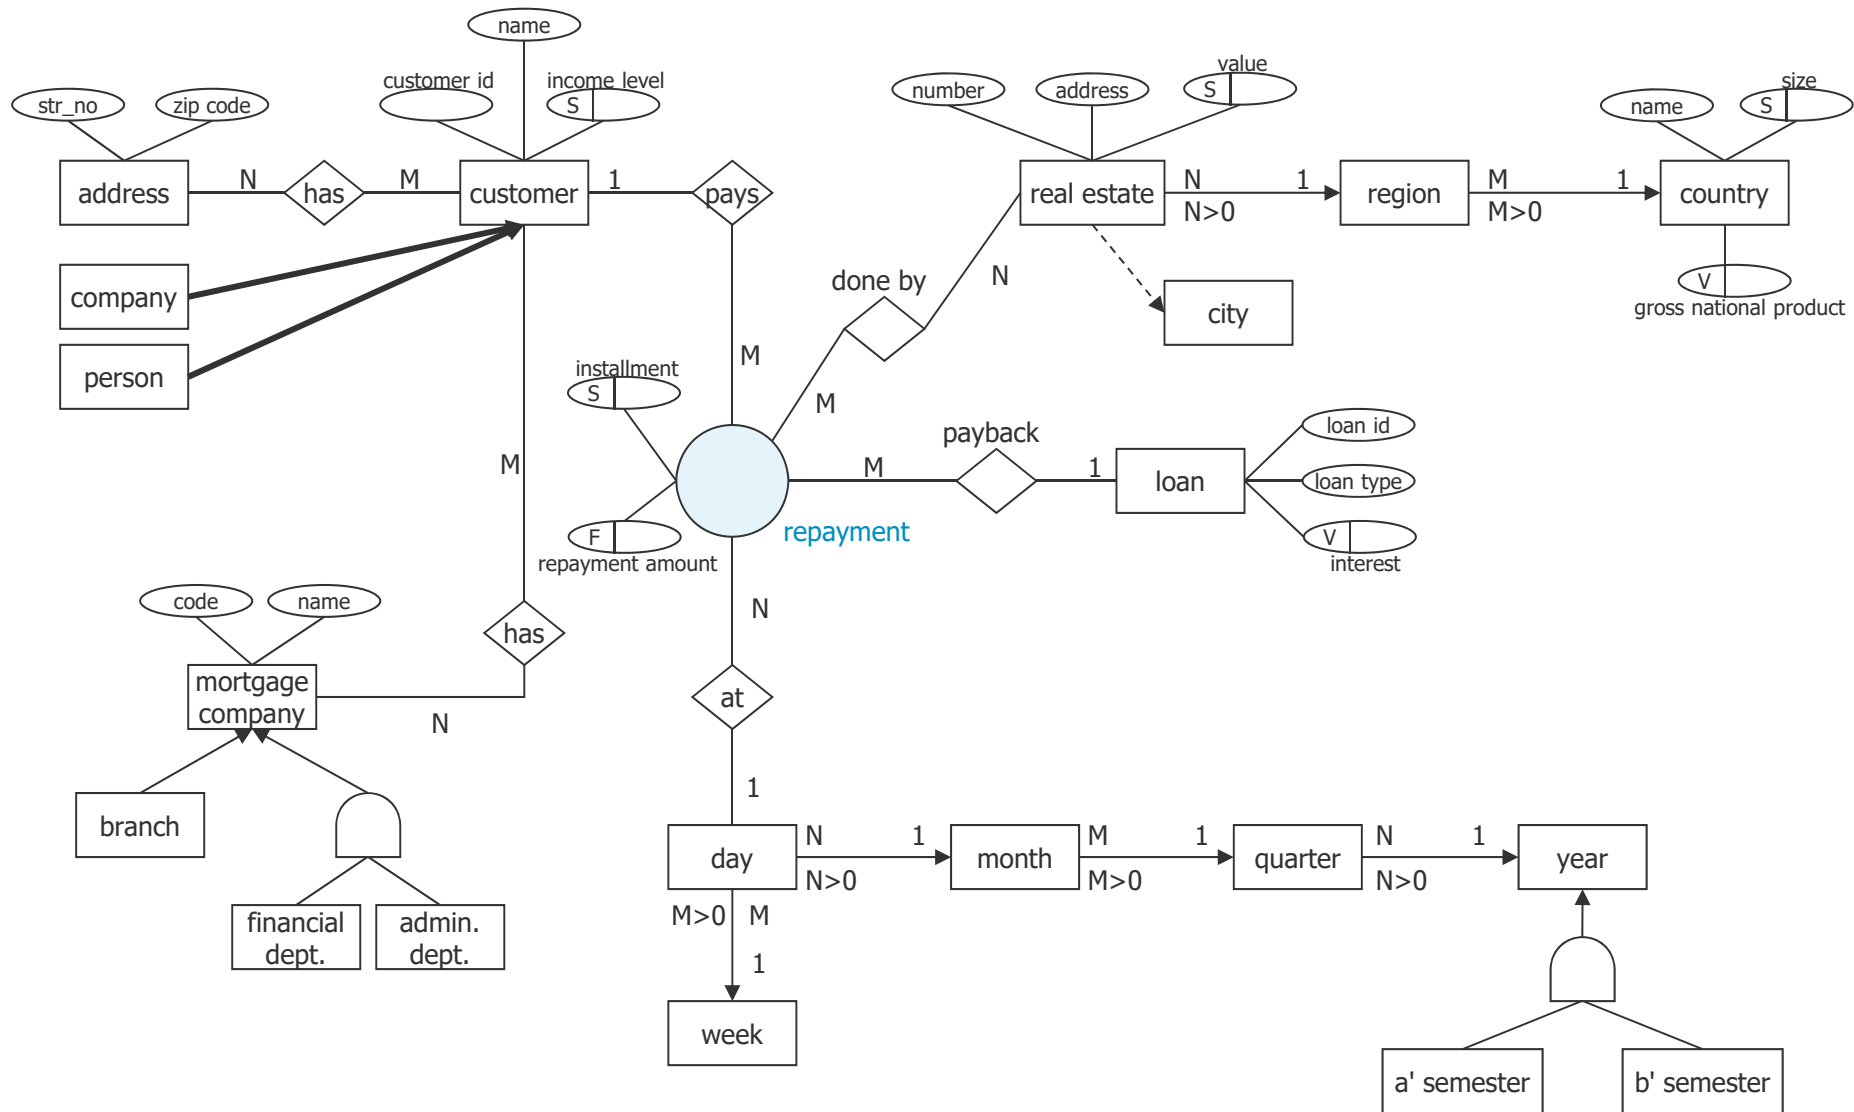 name
customer id
income level
S
str_no
zip code
address
N
has
M
customer
1
pays
company
person
M
number
address
value
S
real estate
N
N>0
1
region
M
M>0
1
name
size
S
country
V
gross national product
done by
N
M
city
installment
S
F
repayment amount
repayment
M
payback
1
loan
loan id
loan type
V
interest
M
has
N
code
name
mortgage
company
branch
financial
dept.
admin.
dept.
N
at
1
day
N
N>0
1
month
M
M>0
1
quarter
N
N>0
1
year
M>0
M
1
week
a' semester
b' semester